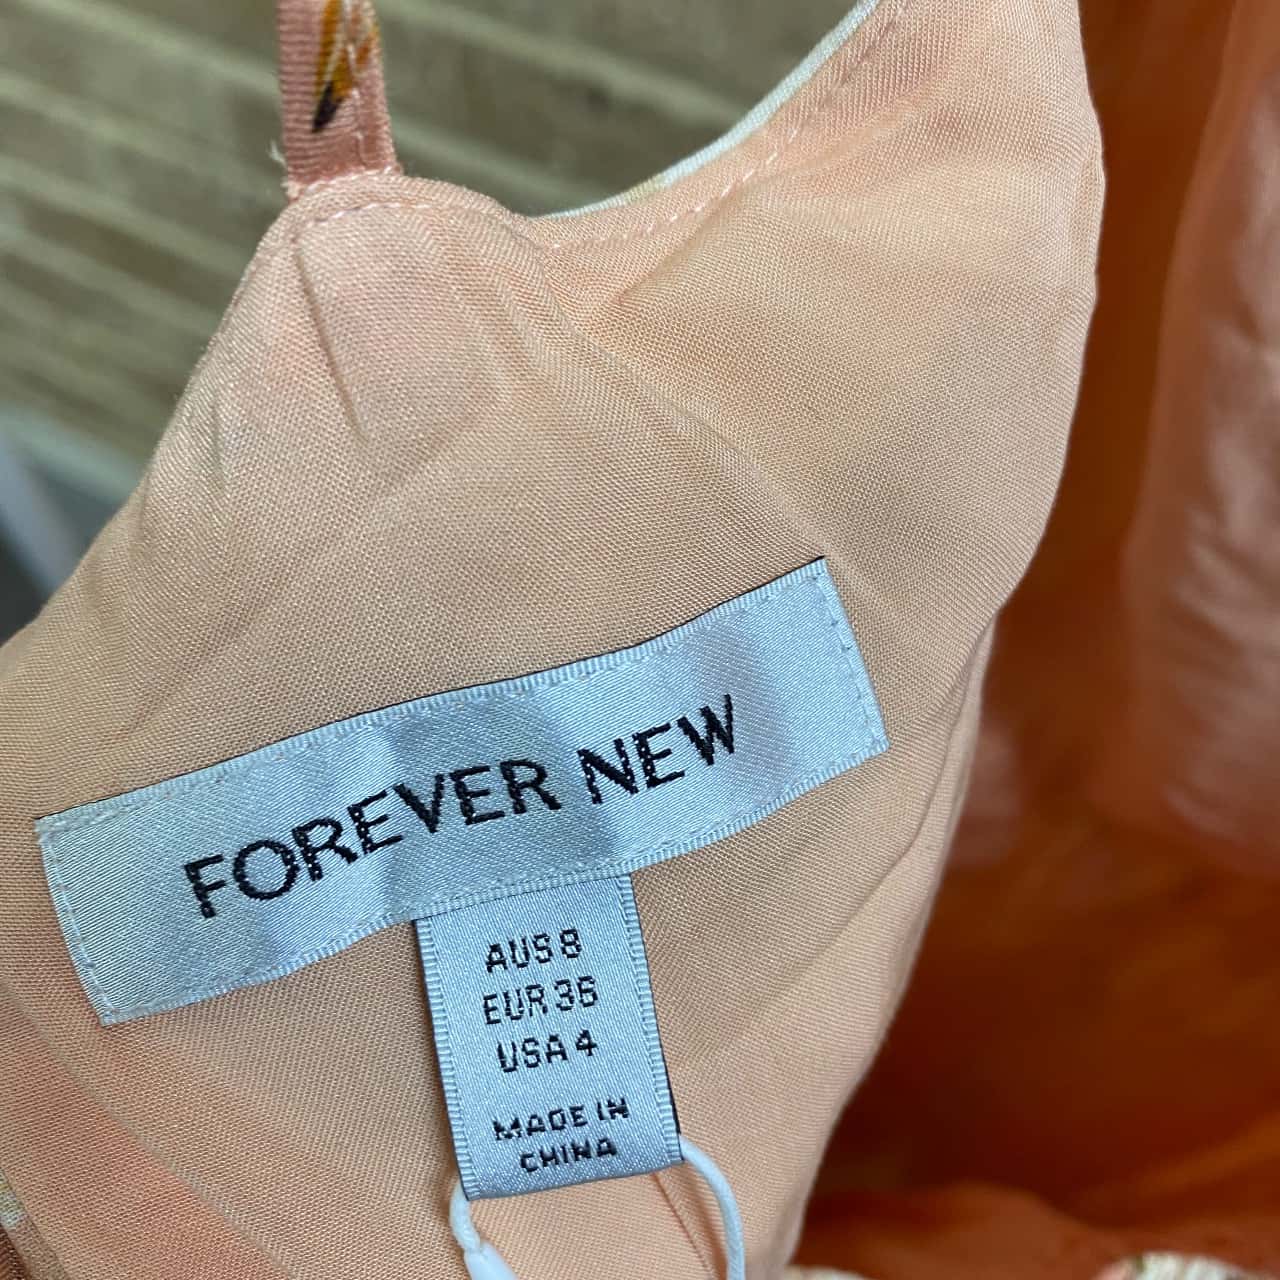 FOREVER NEW
AUS 8
EUR 36
USA 4
MADE IN
CHINA